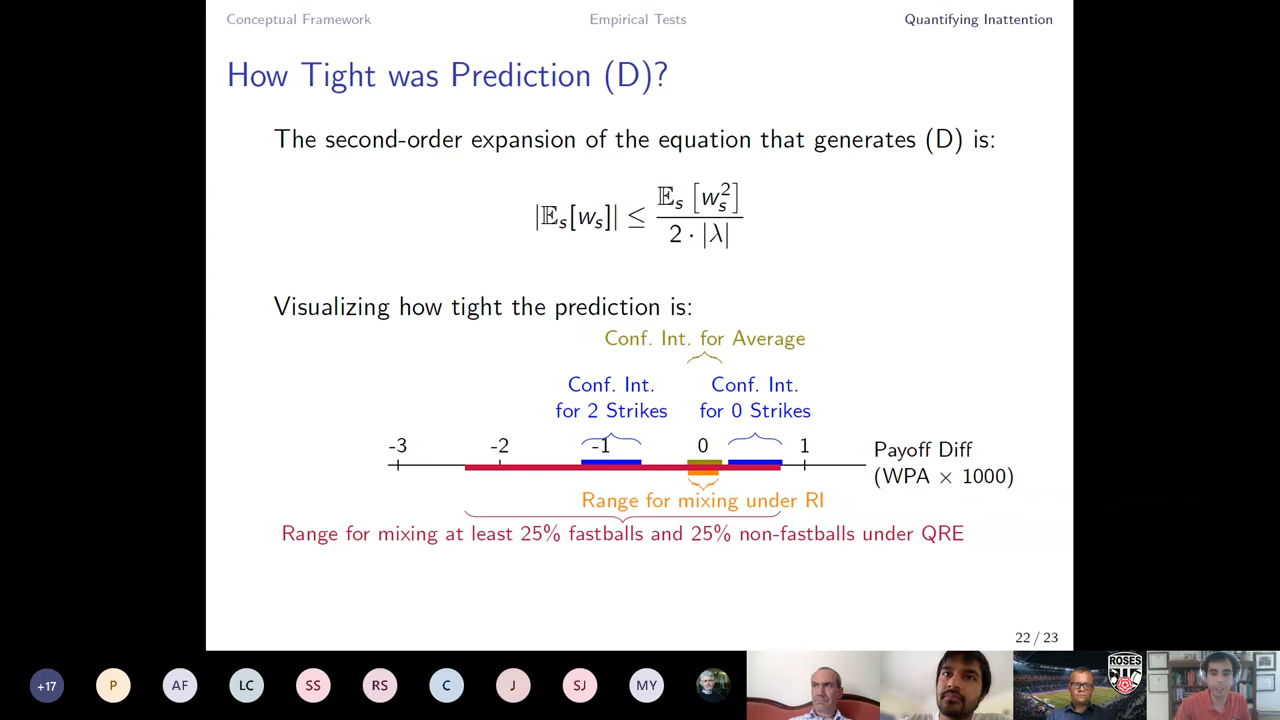 Conceptual Framework
Empirical Tests
Quantifying Inattention
How Tight was Prediction (D)?
The second-order expansion of the equation that generates (D) is:
|𝔼ₛ[wₛ]| ≤ 𝔼ₛ [wₛ²] / 2 · |λ|
Visualizing how tight the prediction is:
Conf. Int. for Average
Conf. Int.
for 2 Strikes
Conf. Int.
for 0 Strikes
-3
-2
-1
0
1
Payoff Diff
(WPA × 1000)
Range for mixing under RI
Range for mixing at least 25% fastballs and 25% non-fastballs under QRE
22 / 23
+17
P
AF
LC
SS
RS
C
J
SJ
MY
ROSES